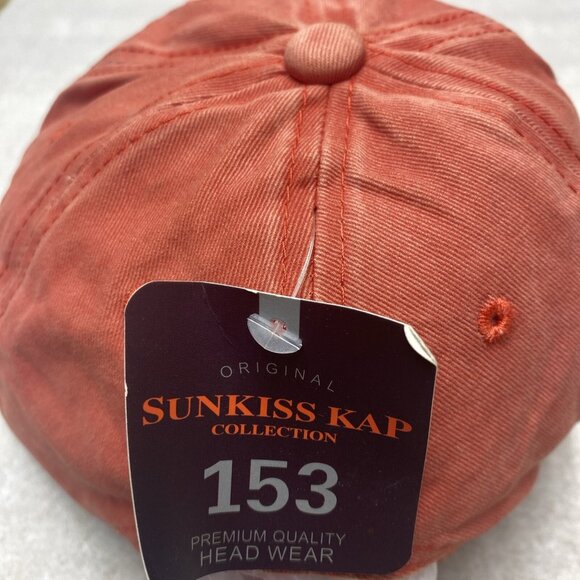 ORIGINAL
SUNKISS KAP
COLLECTION
153
PREMIUM QUALITY
HEAD WEAR